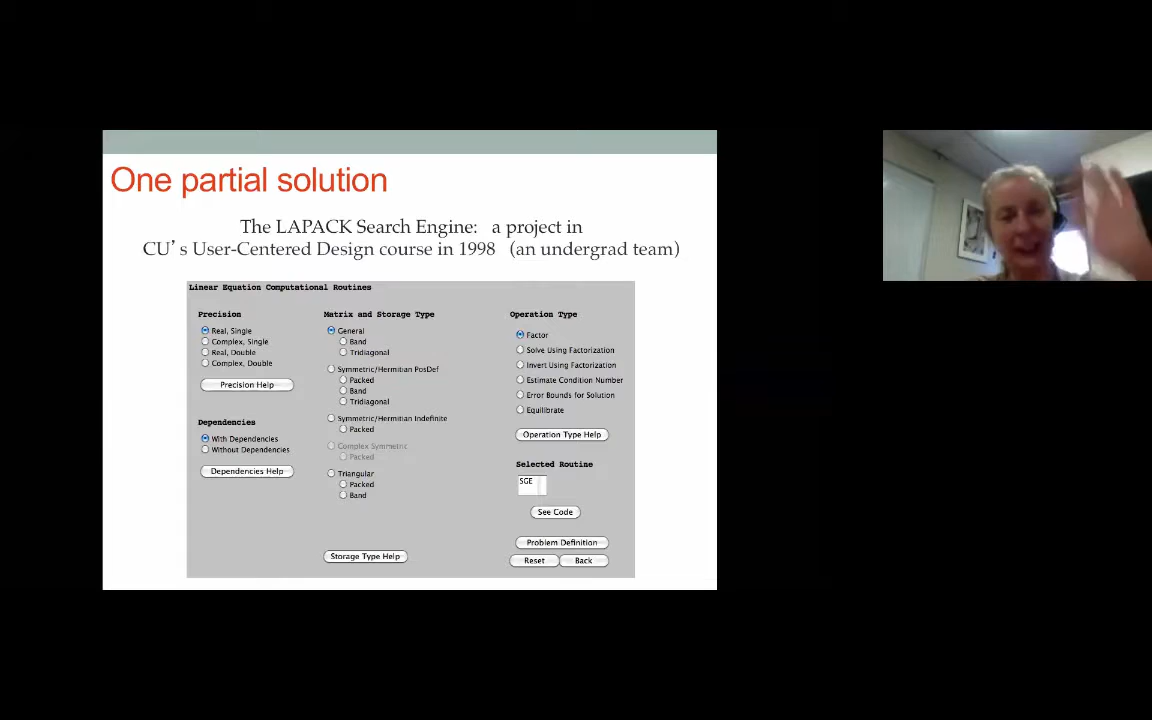 One partial solution
The LAPACK Search Engine: a project in
CU’s User-Centered Design course in 1998 (an undergrad team)
Linear Equation Computational Routines
Precision
Real, Single
Complex, Single
Real, Double
Complex, Double
Precision Help
Dependencies
With Dependencies
Without Dependencies
Dependencies Help
Matrix and Storage Type
General
Band
Tridiagonal
Symmetric/Hermitian PosDef
Packed
Band
Tridiagonal
Symmetric/Hermitian Indefinite
Packed
Complex Symmetric
Packed
Triangular
Packed
Band
Storage Type Help
Operation Type
Factor
Solve Using Factorization
Invert Using Factorization
Estimate Condition Number
Error Bounds for Solution
Equilibrate
Operation Type Help
Selected Routine
SGE
See Code
Problem Definition
Reset
Back